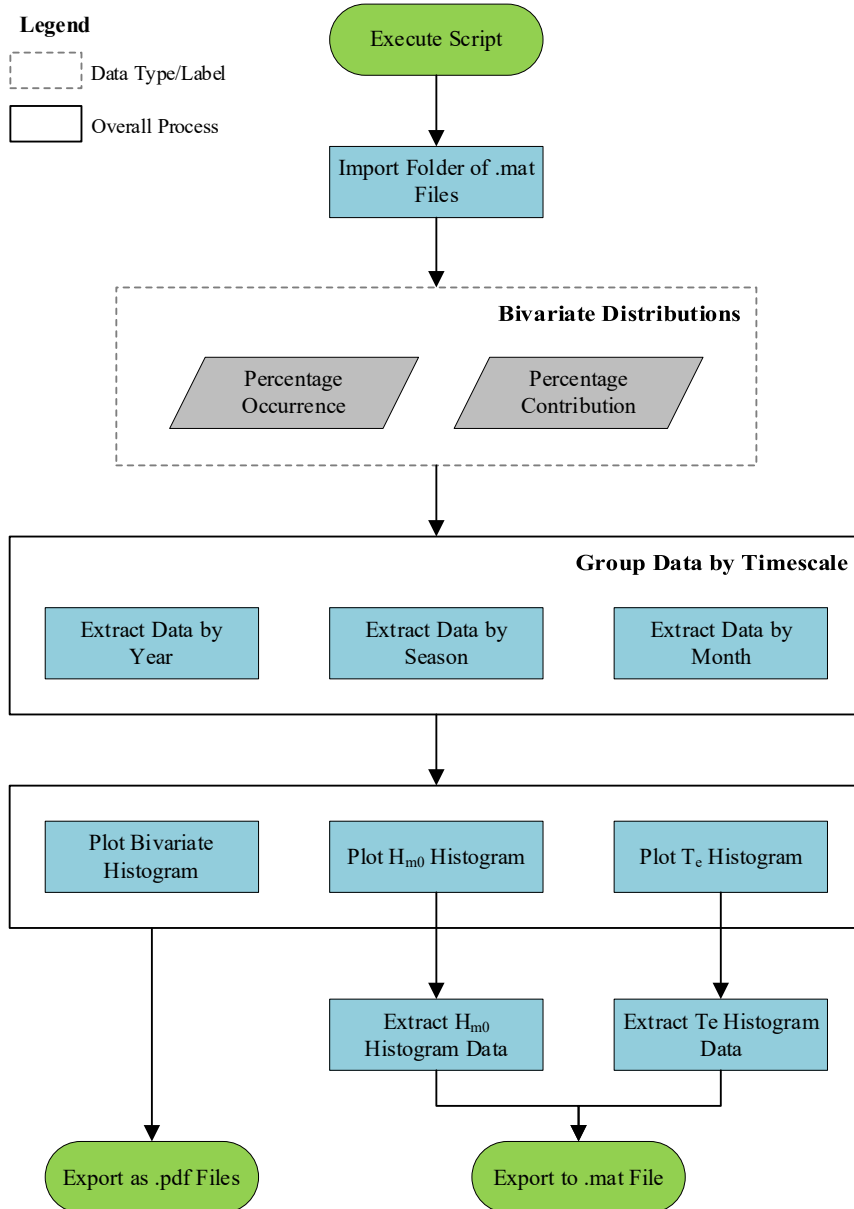 Legend
Data Type/Label
Overall Process
Execute Script
Import Folder of .mat
Files
Bivariate Distributions
Percentage
Occurrence
Percentage
Contribution
Group Data by Timescale
Extract Data by
Year
Extract Data by
Season
Extract Data by
Month
Plot Bivariate
Histogram
Plot Hm0 Histogram
Plot Te Histogram
Extract Hm0
Histogram Data
Extract Te Histogram
Data
Export as .pdf Files
Export to .mat File